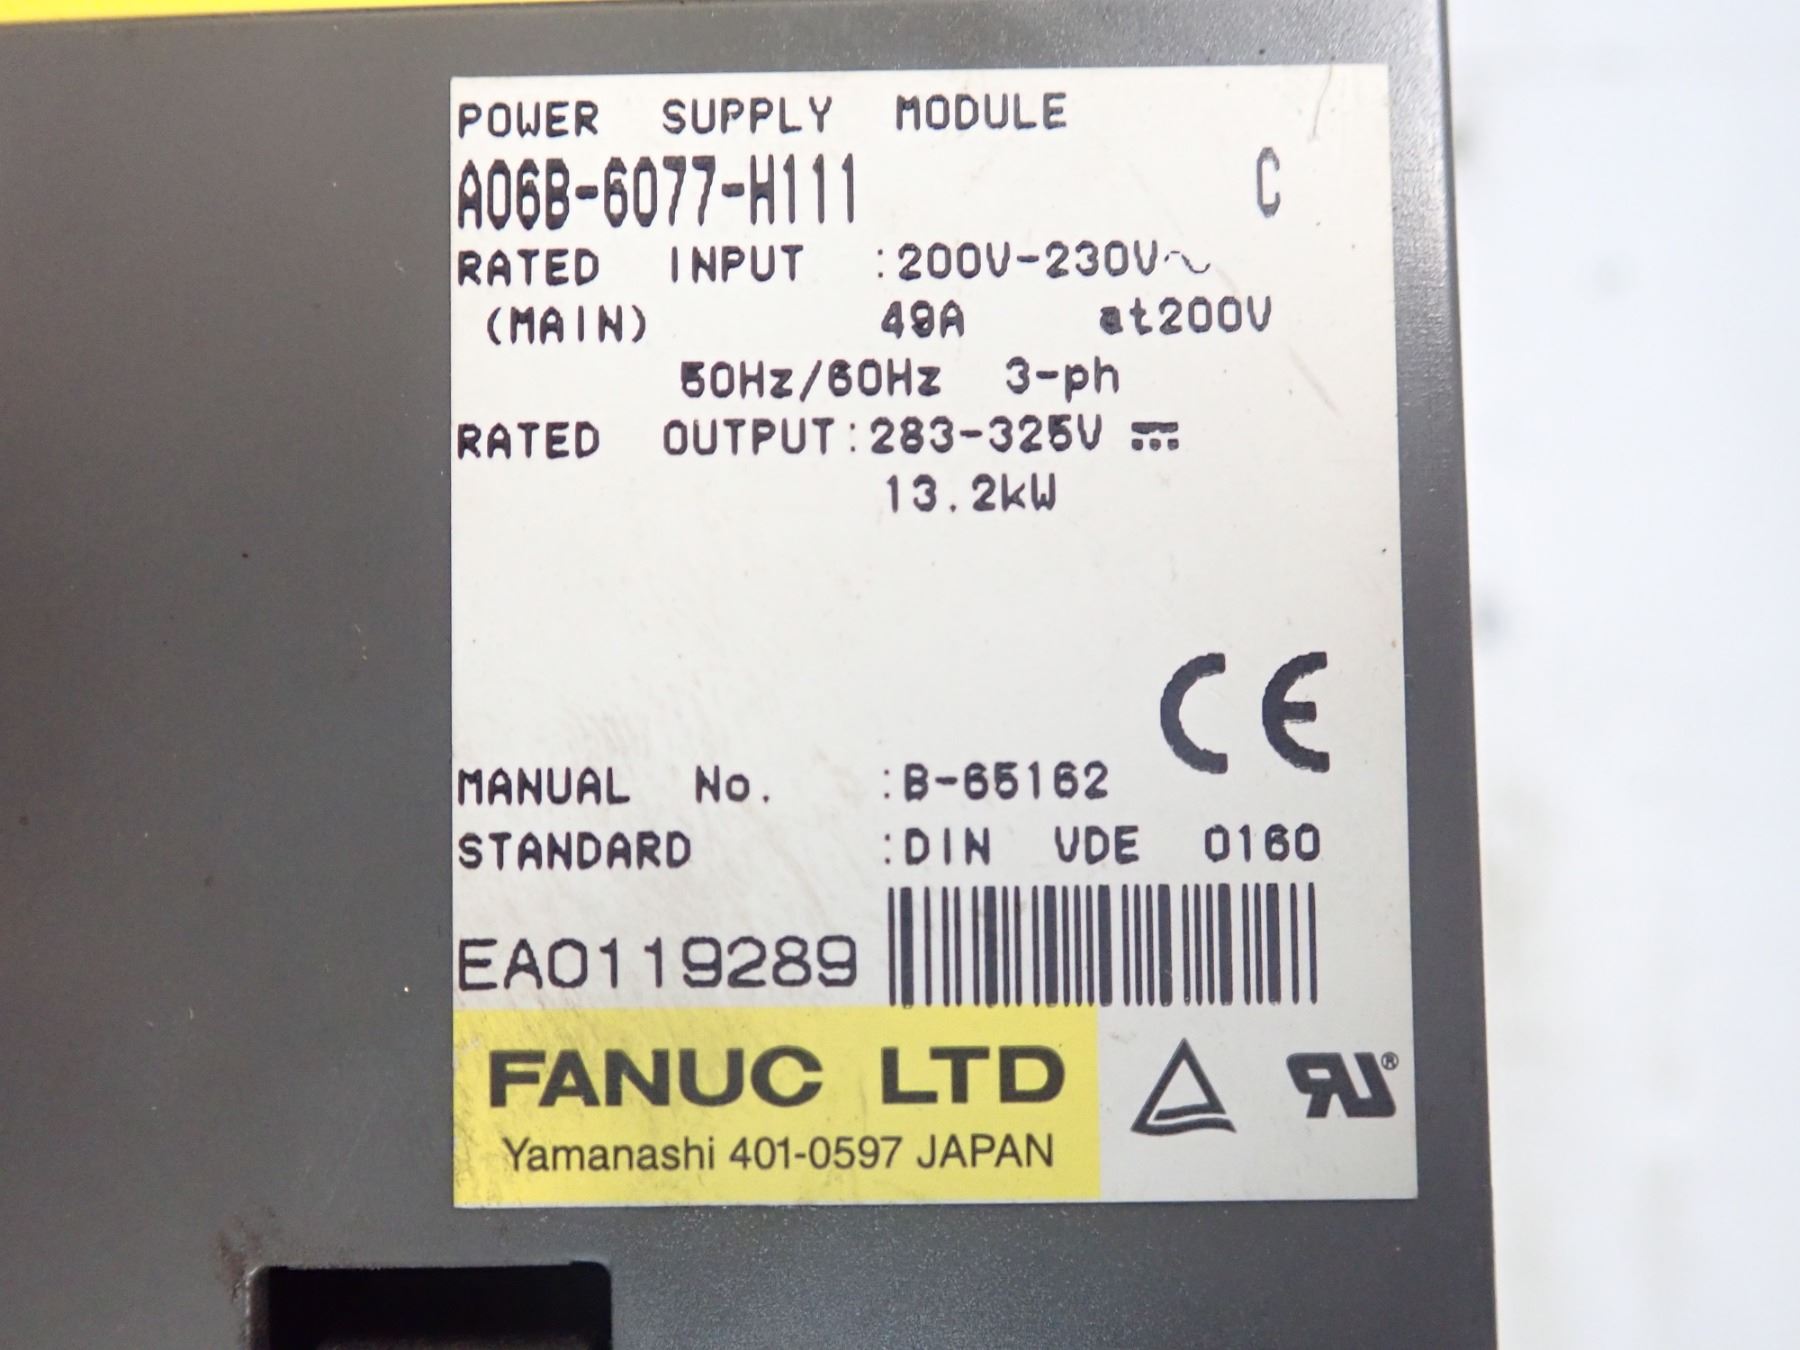 POWER SUPPLY MODULE
A06B-6077-H111 C
RATED INPUT :200V-230V~
(MAIN) 49A at200V
50Hz/60Hz 3-ph
RATED OUTPUT:283-325V ⎓
13.2kW
CE
MANUAL No. :B-65162
STANDARD :DIN VDE 0160
EA0119289
FANUC LTD
Yamanashi 401-0597 JAPAN
RU®